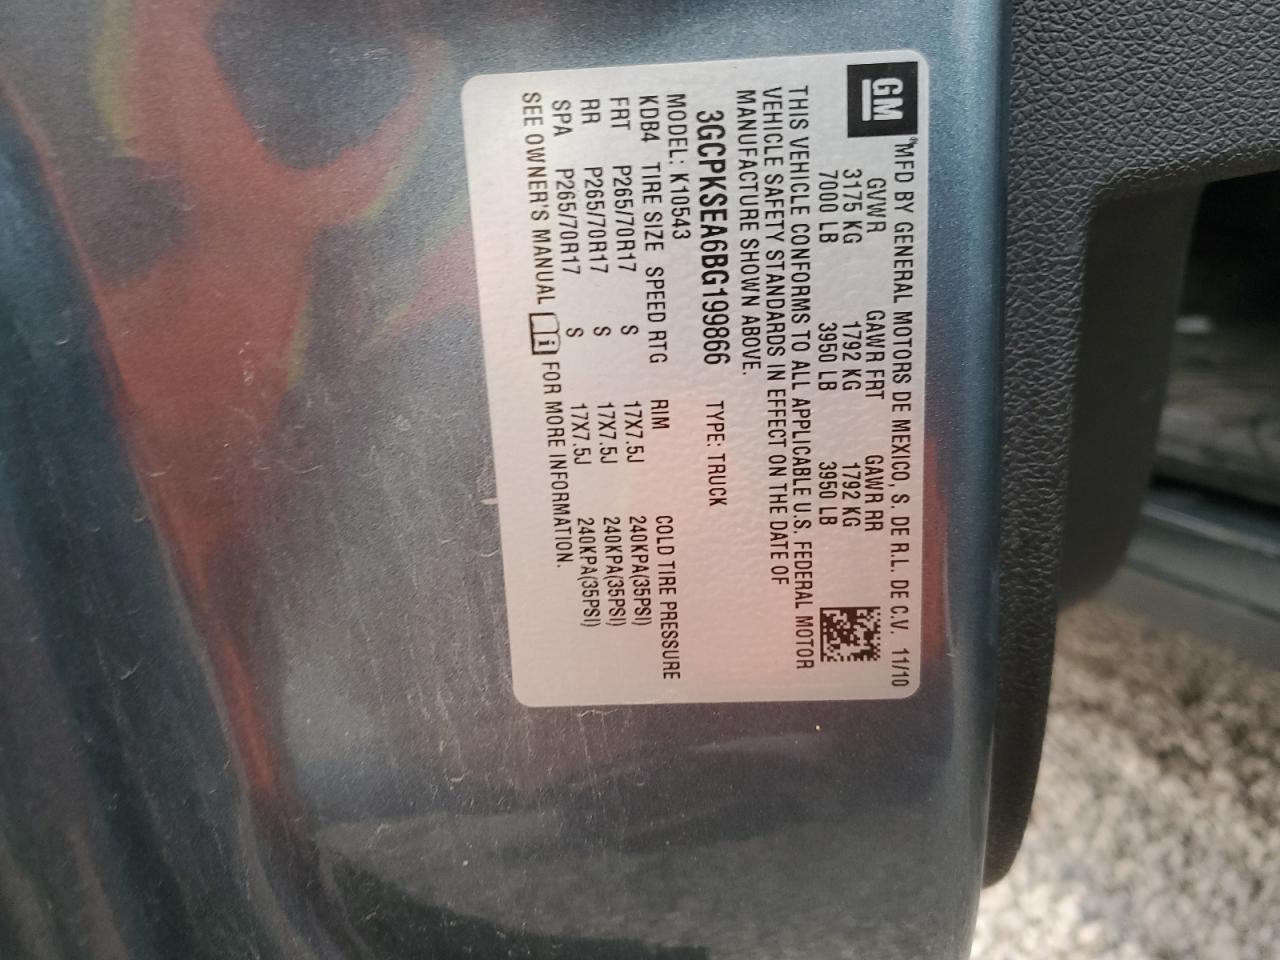 GM
MFD BY GENERAL MOTORS DE MEXICO, S. DE R.L. DE C.V. 11/10
GVWR GAWR FRT GAWR RR
3175 KG 1792 KG 1792 KG
7000 LB 3950 LB 3950 LB
THIS VEHICLE CONFORMS TO ALL APPLICABLE U.S. FEDERAL MOTOR
VEHICLE SAFETY STANDARDS IN EFFECT ON THE DATE OF
MANUFACTURE SHOWN ABOVE.
3GCPKSEA6BG199866 TYPE: TRUCK
MODEL: K10543
KDB4 TIRE SIZE SPEED RTG RIM COLD TIRE PRESSURE
FRT P265/70R17 S 17X7.5J 240KPA(35PSI)
RR P265/70R17 S 17X7.5J 240KPA(35PSI)
SPA P265/70R17 S 17X7.5J 240KPA(35PSI)
SEE OWNER'S MANUAL i FOR MORE INFORMATION.